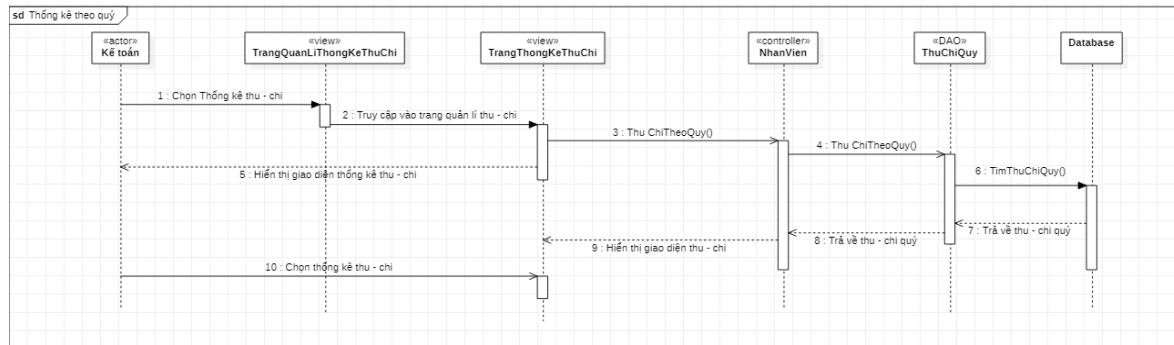 sd Thống kê theo quý
«actor»
Kế toán
«view»
TrangQuanLiThongKeThuChi
«view»
TrangThongKeThuChi
«controller»
NhanVien
«DAO»
ThuChiQuy
Database
1 : Chọn Thống kê thu - chi
2 : Truy cập vào trang quản lí thu - chi
3 : Thu ChiTheoQuy()
4 : Thu ChiTheoQuy()
5 : Hiển thị giao diện thống kê thu - chi
6 : TimThuChiQuy()
7 : Trả về thu - chi quý
8 : Trả về thu - chi quý
9 : Hiển thị giao diện thu - chi
10 : Chọn thống kê thu - chi